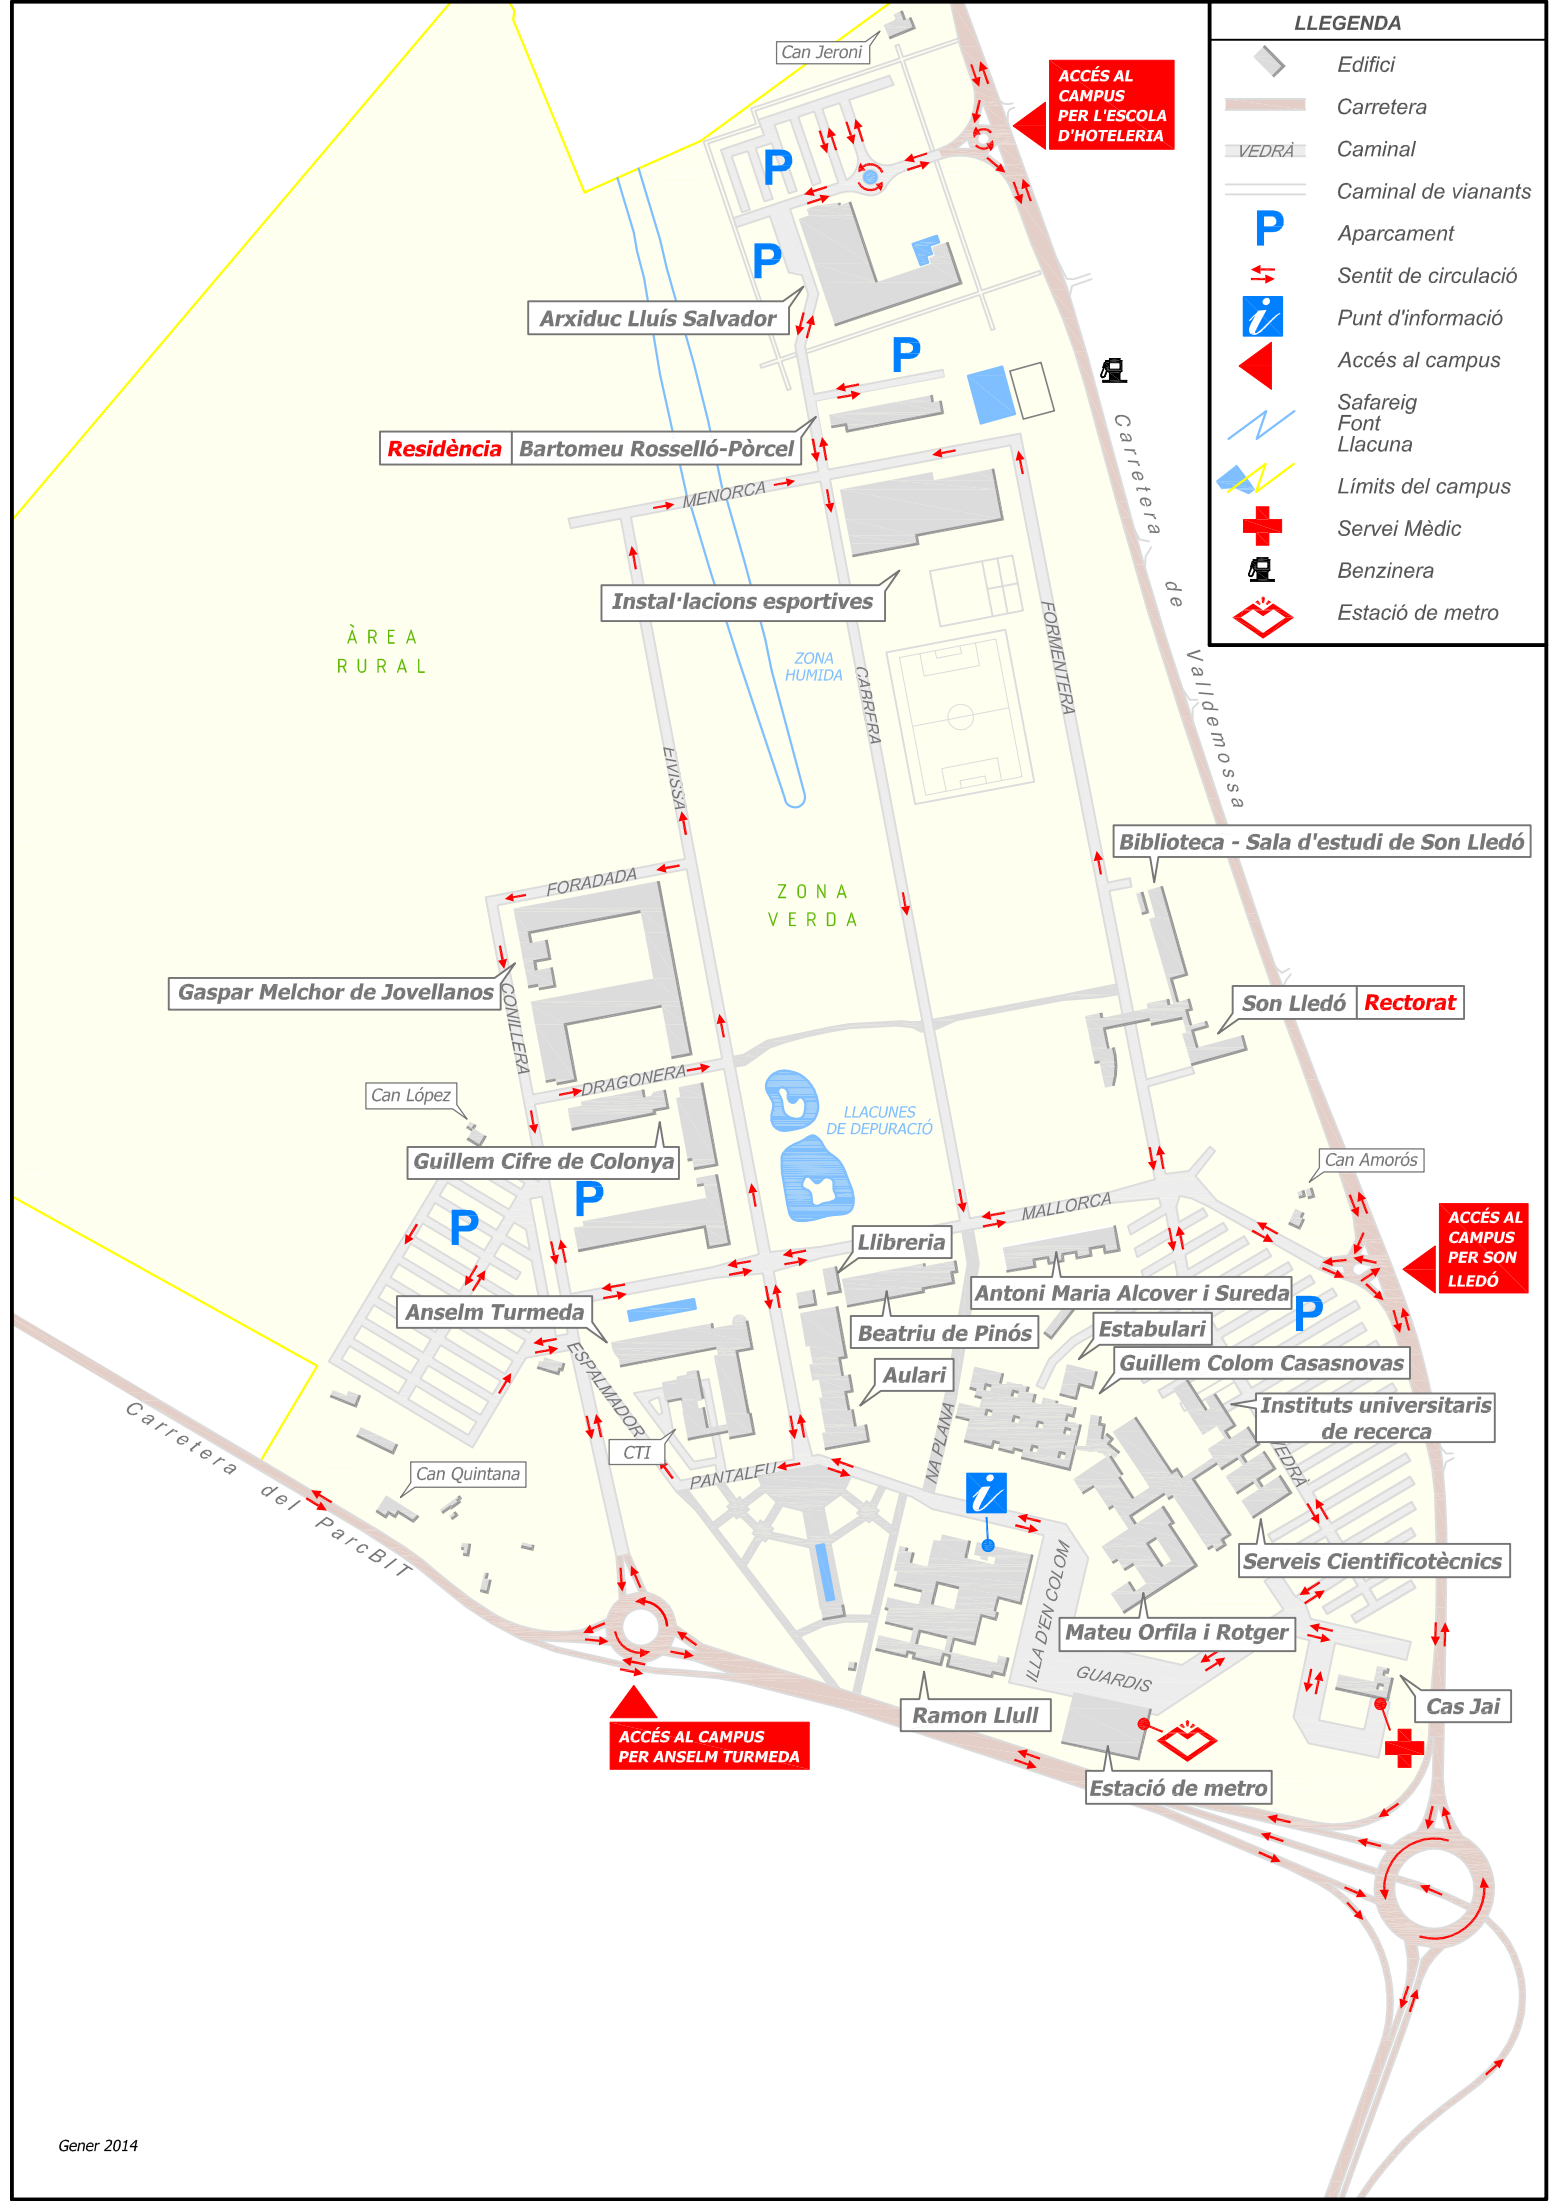 LLEGENDA
Edifici
Carretera
VEDRÀ
Caminal
Caminal de vianants
P
Aparcament
Sentit de circulació
i
Punt d'informació
Accés al campus
Safareig
Font
Llacuna
Límits del campus
Servei Mèdic
Benzinera
Estació de metro
Can Jeroni
ACCÉS AL
CAMPUS
PER L'ESCOLA
D'HOTELERIA
P
P
Arxiduc Lluís Salvador
P
Residència
Bartomeu Rosselló-Pòrcel
MENORCA
Carretera de Valldemossa
Instal·lacions esportives
FORMENTERA
ÀREA
RURAL
ZONA
HUMIDA
CABRERA
EIVISSA
Biblioteca - Sala d'estudi de Son Lledó
FORADADA
ZONA
VERDA
Gaspar Melchor de Jovellanos
CONILLERA
Son Lledó
Rectorat
DRAGONERA
Can López
LLACUNES
DE DEPURACIÓ
Guillem Cifre de Colonya
Can Amorós
P
P
MALLORCA
ACCÉS AL
CAMPUS
PER SON
LLEDÓ
Llibreria
Antoni Maria Alcover i Sureda
Anselm Turmeda
P
Beatriu de Pinós
Estabulari
ESPALMADOR
Aulari
Guillem Colom Casasnovas
Instituts universitaris
de recerca
NA PLANA
CTI
VEDRÀ
Carretera del ParcBIT
Can Quintana
PANTALEU
i
Serveis Cientificotècnics
ILLA D'EN COLOM
Mateu Orfila i Rotger
GUARDIS
Ramon Llull
Cas Jai
ACCÉS AL CAMPUS
PER ANSELM TURMEDA
Estació de metro
Gener 2014